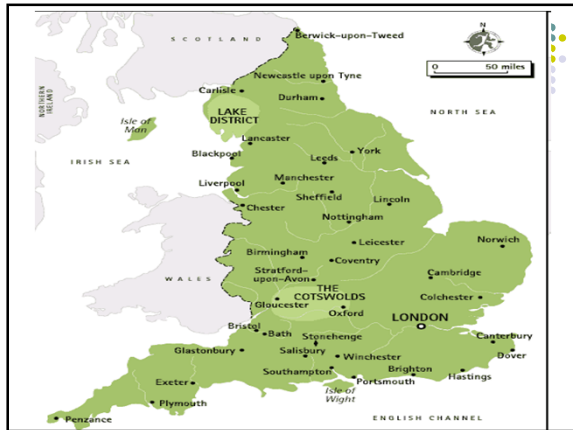 SCOTLAND
Berwick-upon-Tweed
N
0 50 miles
Newcastle upon Tyne
Carlisle
Durham
NORTHERN
IRELAND
LAKE
DISTRICT
NORTH SEA
Isle of
Man
Lancaster
IRISH SEA
Blackpool
Leeds
York
Liverpool
Manchester
Sheffield
Lincoln
Chester
Nottingham
Leicester
Norwich
Birmingham
Coventry
WALES
Stratford-
upon-Avon
Cambridge
THE
COTSWOLDS
Colchester
Gloucester
Oxford
LONDON
Bristol
Bath
Stonehenge
Canterbury
Glastonbury
Salisbury
Winchester
Dover
Southampton
Brighton
Hastings
Exeter
Portsmouth
Isle of
Wight
Plymouth
Penzance
ENGLISH CHANNEL